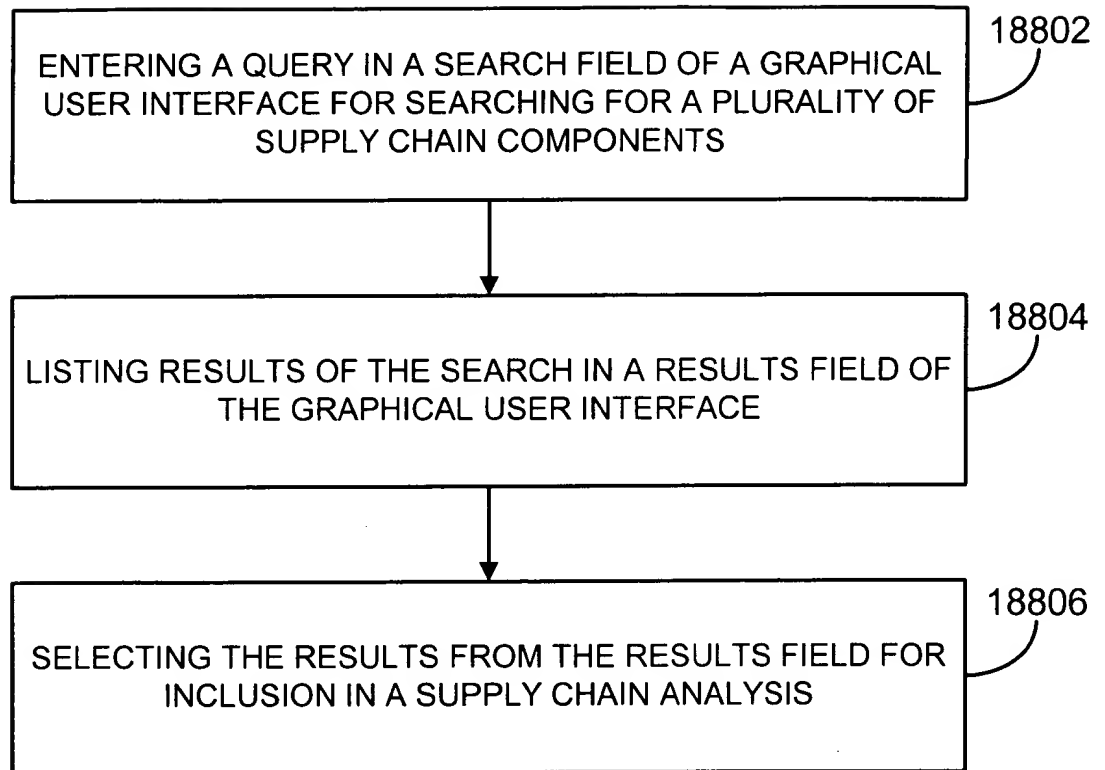 18802
ENTERING A QUERY IN A SEARCH FIELD OF A GRAPHICAL
USER INTERFACE FOR SEARCHING FOR A PLURALITY OF
SUPPLY CHAIN COMPONENTS
18804
LISTING RESULTS OF THE SEARCH IN A RESULTS FIELD OF
THE GRAPHICAL USER INTERFACE
18806
SELECTING THE RESULTS FROM THE RESULTS FIELD FOR
INCLUSION IN A SUPPLY CHAIN ANALYSIS